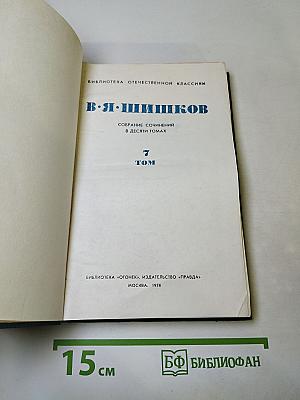 БИБЛИОТЕКА ОТЕЧЕСТВЕННОЙ КЛАССИКИ
В·Я·ШИШКОВ
СОБРАНИЕ СОЧИНЕНИЙ
В ДЕСЯТИ ТОМАХ
7
ТОМ
БИБЛИОТЕКА «ОГОНЕК». ИЗДАТЕЛЬСТВО «ПРАВДА»
МОСКВА. 1974
15 см
БФ БИБЛИОФАН